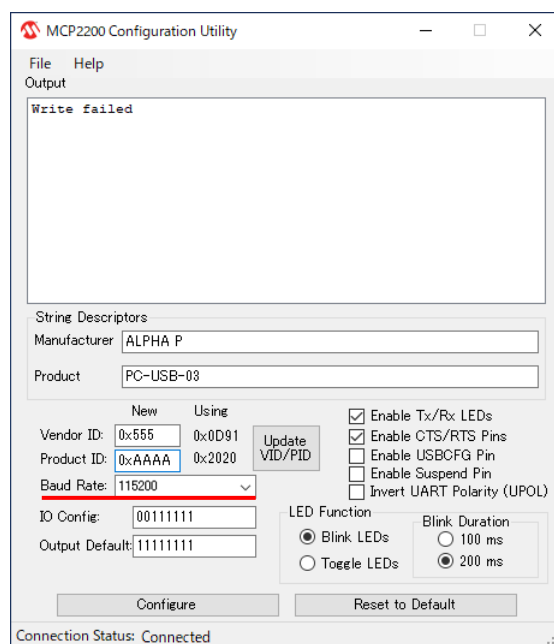 MCP2200 Configuration Utility
File Help
Output
Write failed
String Descriptors
Manufacturer ALPHA P
Product PC-USB-03
New Using
Vendor ID: 0x555 0x0D91
Product ID: 0xAAAA 0x2020
Update VID/PID
Baud Rate: 115200
IO Config: 00111111
Output Default: 11111111
Enable Tx/Rx LEDs
Enable CTS/RTS Pins
Enable USBCFG Pin
Enable Suspend Pin
Invert UART Polarity (UPOL)
LED Function
Blink LEDs
Toggle LEDs
Blink Duration
100 ms
200 ms
Configure Reset to Default
Connection Status: Connected